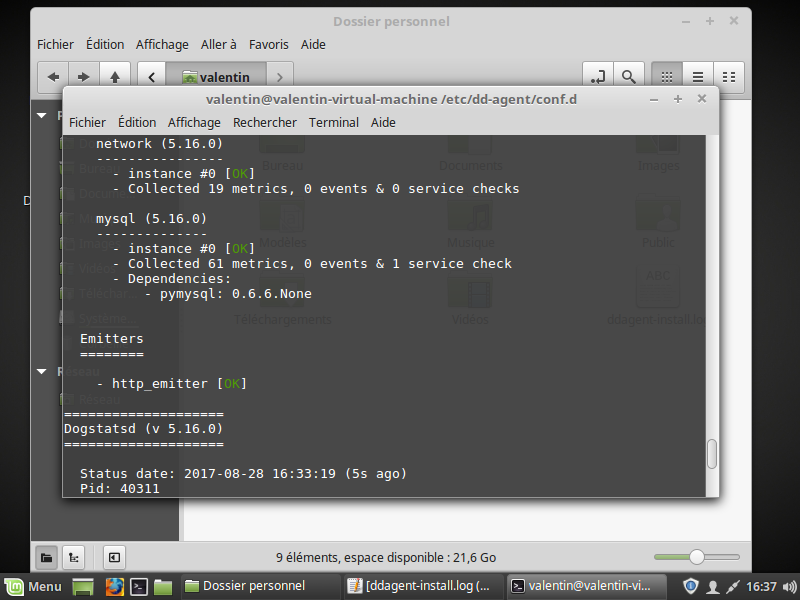 Dossier personnel
Fichier Édition Affichage Aller à Favoris Aide
valentin
valentin@valentin-virtual-machine /etc/dd-agent/conf.d
Fichier Édition Affichage Rechercher Terminal Aide
network (5.16.0)
----------------
- instance #0 [OK]
- Collected 19 metrics, 0 events & 0 service checks
mysql (5.16.0)
--------------
- instance #0 [OK]
- Collected 61 metrics, 0 events & 1 service check
- Dependencies:
- pymysql: 0.6.6.None
Emitters
========
- http_emitter [OK]
====================
Dogstatsd (v 5.16.0)
====================
Status date: 2017-08-28 16:33:19 (5s ago)
Pid: 40311
Bureau Documents Images
Modèles Musique Public
ABC
Téléchargements Vidéos ddagent-install.lo
Réseau
9 éléments, espace disponible : 21,6 Go
Menu Dossier personnel [ddagent-install.log (... valentin@valentin-vi... 16:37